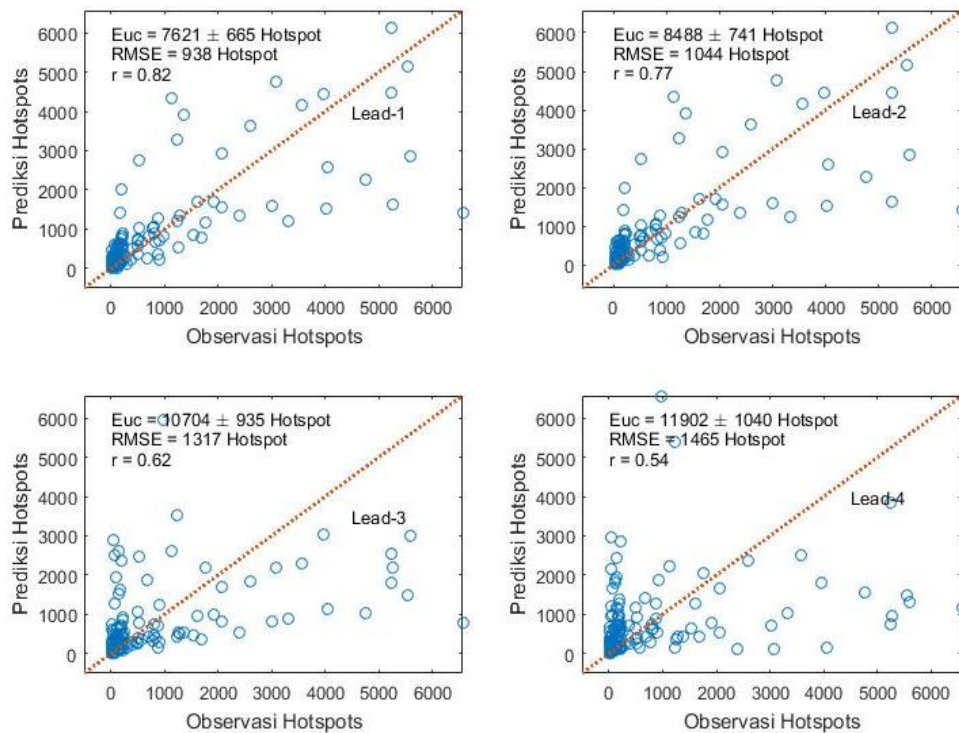 Euc = 7621 ± 665 Hotspot
RMSE = 938 Hotspot
r = 0.82
Lead-1
Prediksi Hotspots
6000
5000
4000
3000
2000
1000
0
0 1000 2000 3000 4000 5000 6000
Observasi Hotspots
Euc = 8488 ± 741 Hotspot
RMSE = 1044 Hotspot
r = 0.77
Lead-2
Prediksi Hotspots
6000
5000
4000
3000
2000
1000
0
0 1000 2000 3000 4000 5000 6000
Observasi Hotspots
Euc = 10704 ± 935 Hotspot
RMSE = 1317 Hotspot
r = 0.62
Lead-3
Prediksi Hotspots
6000
5000
4000
3000
2000
1000
0
0 1000 2000 3000 4000 5000 6000
Observasi Hotspots
Euc = 11902 ± 1040 Hotspot
RMSE = 1465 Hotspot
r = 0.54
Lead-4
Prediksi Hotspots
6000
5000
4000
3000
2000
1000
0
0 1000 2000 3000 4000 5000 6000
Observasi Hotspots